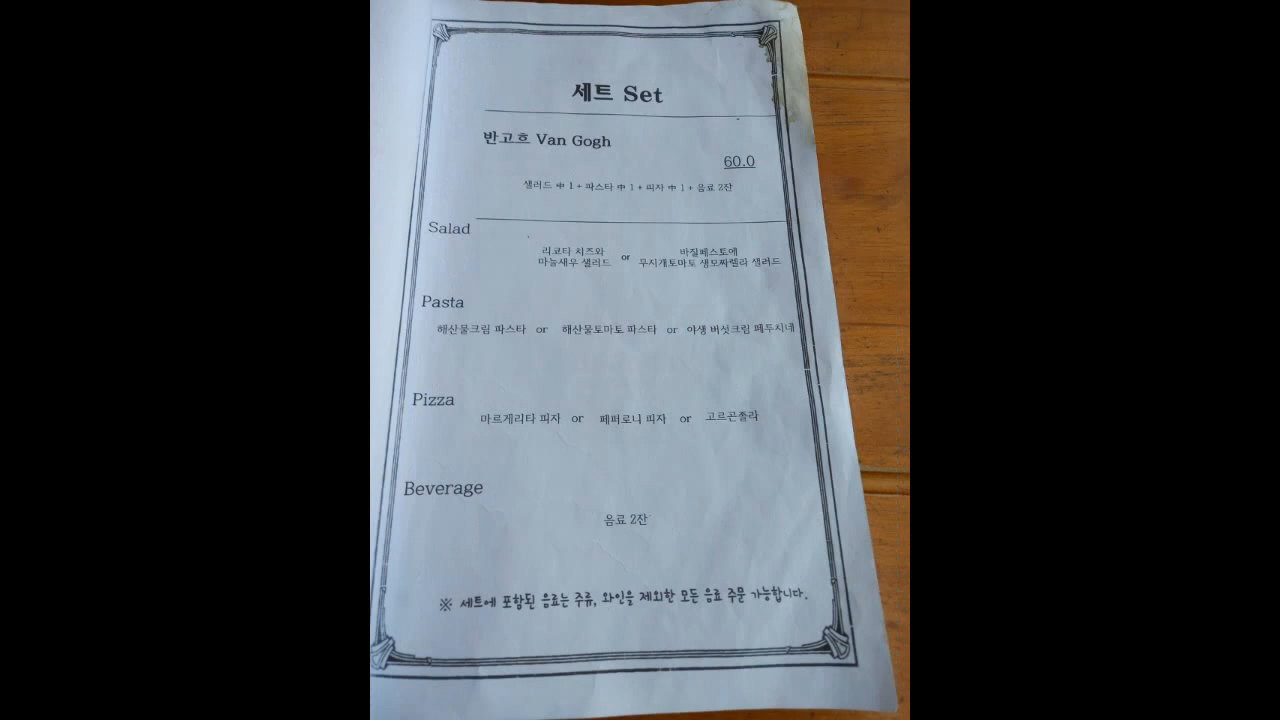 세트 Set
반고흐 Van Gogh
60.0
샐러드 中 1 + 파스타 中 1 + 피자 中 1 + 음료 2잔
Salad
리코타 치즈와 마늘새우 샐러드 or 바질페스토에 무지개토마토 생모짜렐라 샐러드
Pasta
해산물크림 파스타 or 해산물토마토 파스타 or 야생 버섯크림 페투치네
Pizza
마르게리타 피자 or 페퍼로니 피자 or 고르곤졸라
Beverage
음료 2잔
※ 세트에 포함된 음료는 주류, 와인을 제외한 모든 음료 주문 가능합니다.